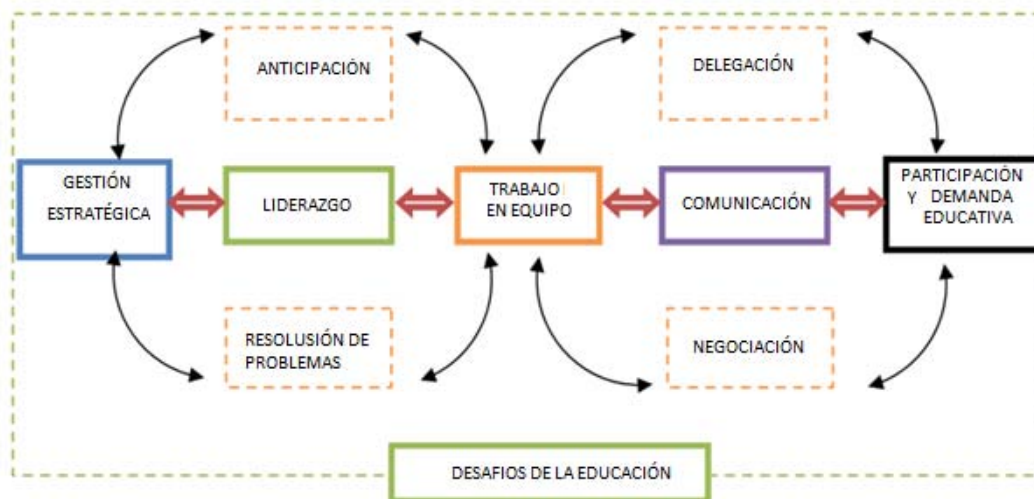 ANTICIPACIÓN
DELEGACIÓN
GESTIÓN
ESTRATÉGICA
LIDERAZGO
TRABAJO
EN EQUIPO
COMUNICACIÓN
PARTICIPACIÓN
Y DEMANDA
EDUCATIVA
RESOLUSIÓN DE
PROBLEMAS
NEGOCIACIÓN
DESAFIOS DE LA EDUCACIÓN